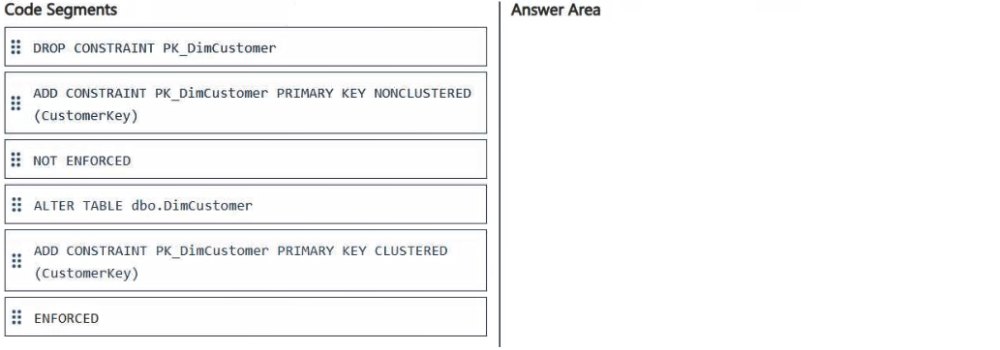 Code Segments
Answer Area
DROP CONSTRAINT PK_DimCustomer
ADD CONSTRAINT PK_DimCustomer PRIMARY KEY NONCLUSTERED
(CustomerKey)
NOT ENFORCED
ALTER TABLE dbo.DimCustomer
ADD CONSTRAINT PK_DimCustomer PRIMARY KEY CLUSTERED
(CustomerKey)
ENFORCED